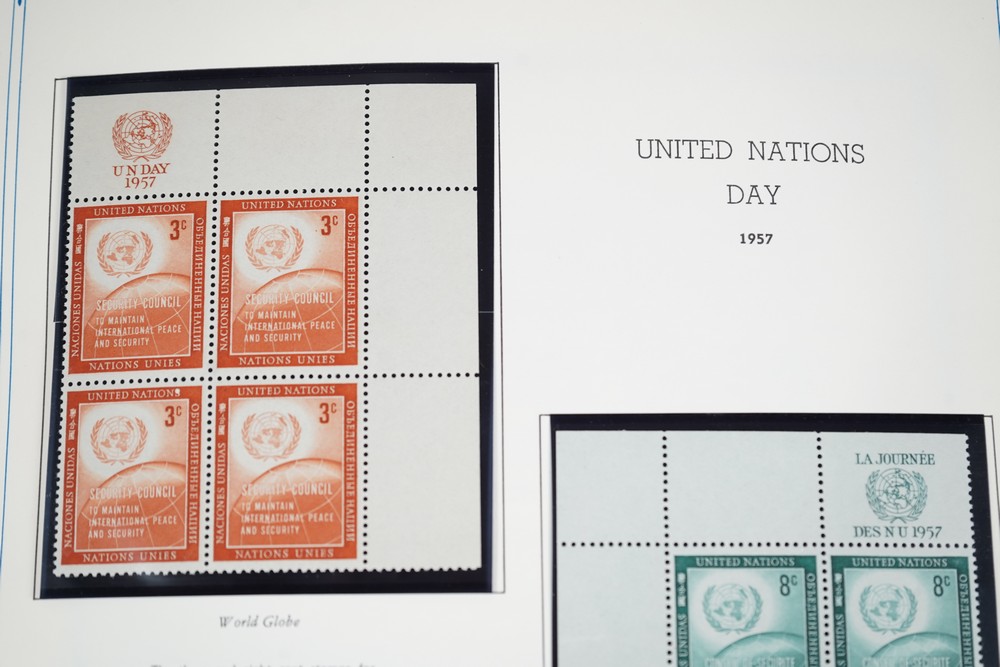 U N DAY
1957
UNITED NATIONS
3c
NACIONES UNIDAS
ОБЪЕДИНЕННЫЕ НАЦИИ
SECURITY COUNCIL
TO MAINTAIN
INTERNATIONAL PEACE
AND SECURITY
NATIONS UNIES
UNITED NATIONS
3c
NACIONES UNIDAS
ОБЪЕДИНЕННЫЕ НАЦИИ
SECURITY COUNCIL
TO MAINTAIN
INTERNATIONAL PEACE
AND SECURITY
NATIONS UNIES
UNITED NATIONS
3c
NACIONES UNIDAS
ОБЪЕДИНЕННЫЕ НАЦИИ
SECURITY COUNCIL
TO MAINTAIN
INTERNATIONAL PEACE
AND SECURITY
NATIONS UNIES
UNITED NATIONS
3c
NACIONES UNIDAS
ОБЪЕДИНЕННЫЕ НАЦИИ
SECURITY COUNCIL
TO MAINTAIN
INTERNATIONAL PEACE
AND SECURITY
NATIONS UNIES
World Globe
UNITED NATIONS
DAY
1957
LA JOURNÉE
DES N U 1957
UNITED NATIONS
8c
UNITED NATIONS
8c